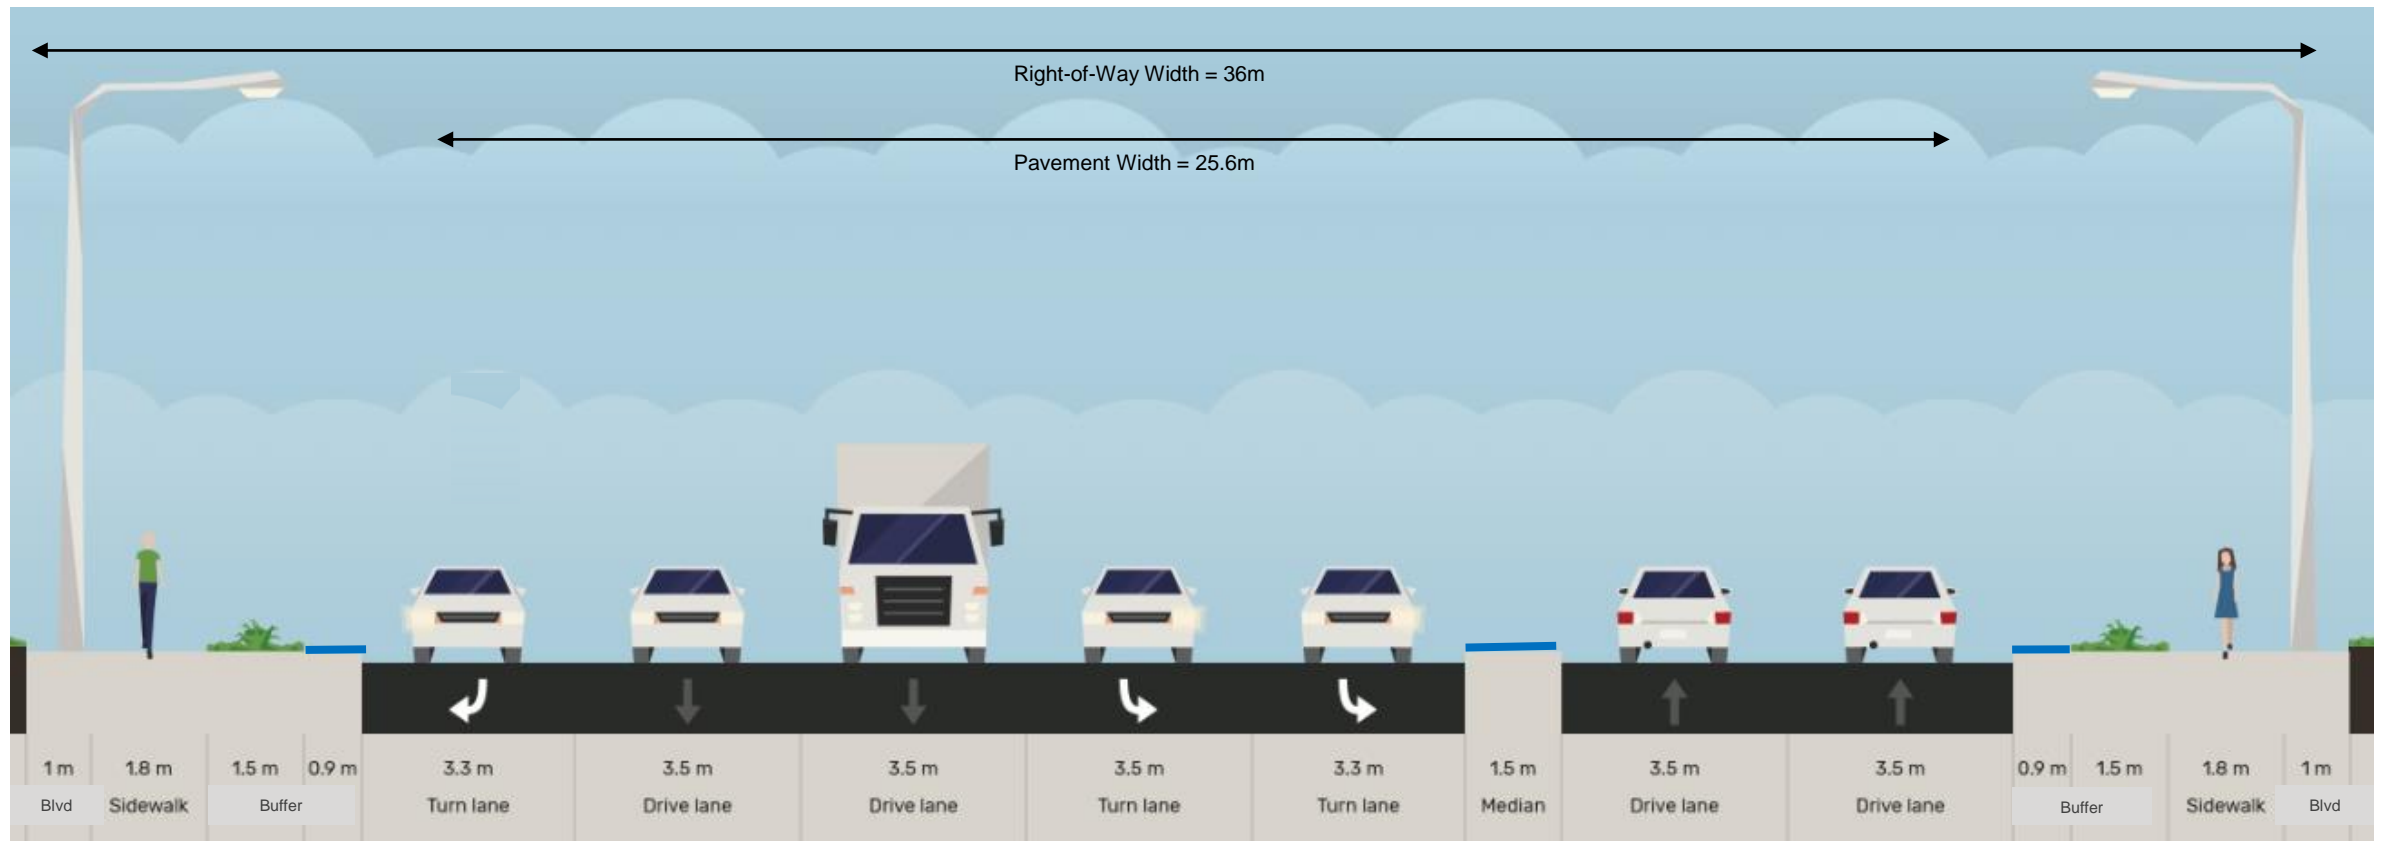 Right-of-Way Width = 36m
Pavement Width = 25.6m
1 m 1.8 m 1.5 m 0.9 m 3.3 m 3.5 m 3.5 m 3.5 m 3.3 m 1.5 m 3.5 m 3.5 m 0.9 m 1.5 m 1.8 m 1 m
Blvd Sidewalk Buffer Turn lane Drive lane Drive lane Turn lane Turn lane Median Drive lane Drive lane Buffer Sidewalk Blvd